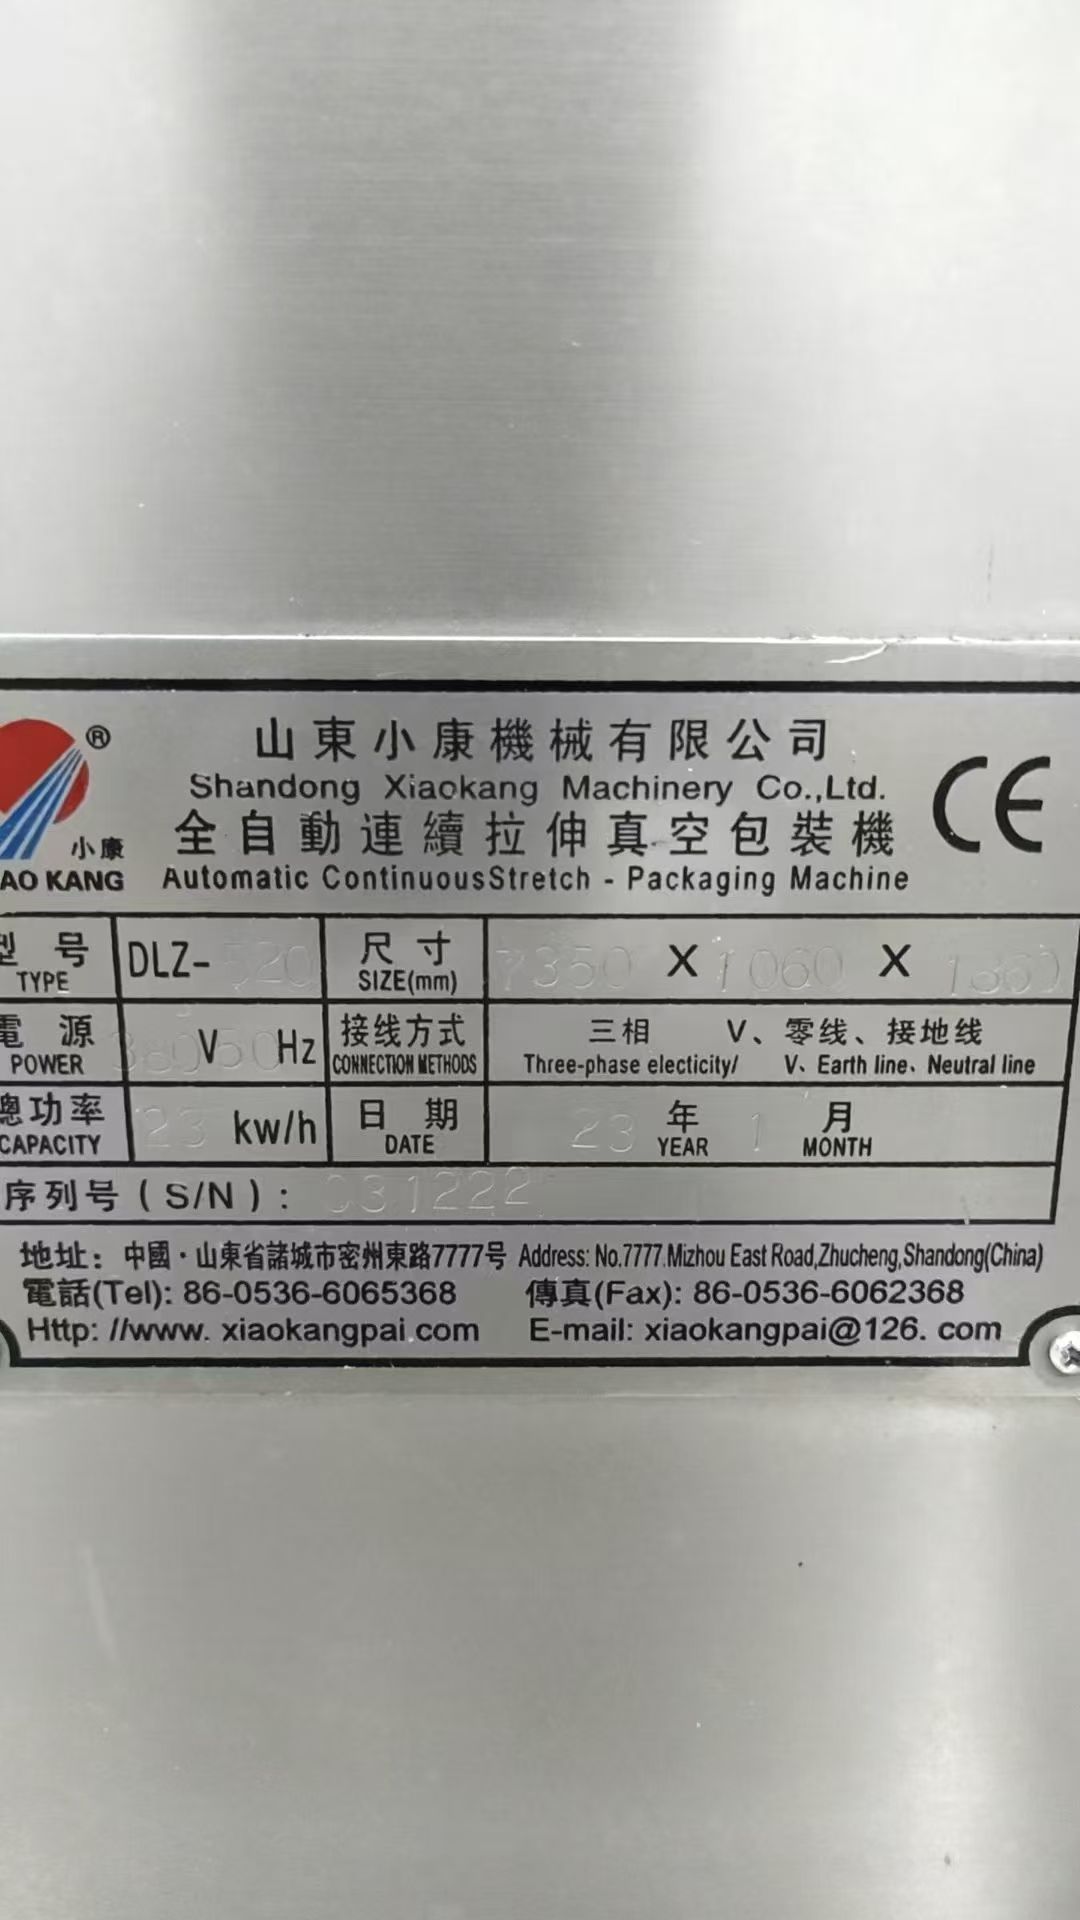 ®
小康
AO KANG
山東小康機械有限公司
Shandong Xiaokang Machinery Co.,Ltd.
全自動連續拉伸真空包裝機
Automatic ContinuousStretch - Packaging Machine
CE
型 号 DLZ-520 尺 寸 7350 X 1060 X
TYPE SIZE(mm)
電 源 380V50Hz 接线方式 三相 V、零线、接地线
POWER CONNECTION METHODS Three-phase electicity/ V、Earth line、Neutral line
總功率 23 kw/h 日 期 23 年 1 月
CAPACITY DATE YEAR MONTH
序列号(S/N): 031222
地址：中國·山東省諸城市密州東路7777号 Address: No.7777.Mizhou East Road,Zhucheng,Shandong(China)
電話(Tel): 86-0536-6065368 傳真(Fax): 86-0536-6062368
Http: //www. xiaokangpai.com E-mail: xiaokangpai@126. com